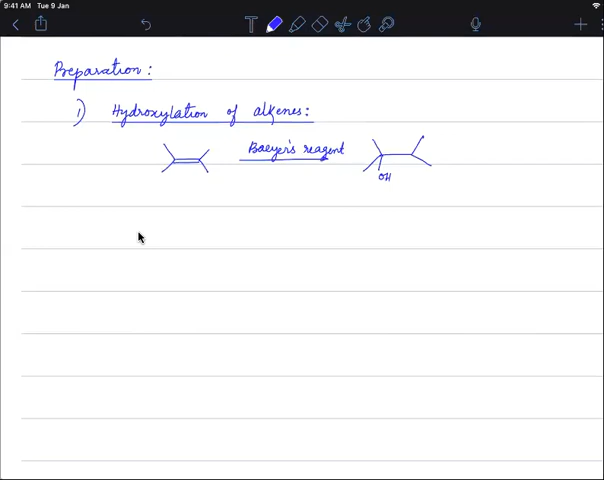 9:41 AM Tue 9 Jan
Preparation:
1) Hydroxylation of alkenes:
Baeyer's reagent
OH